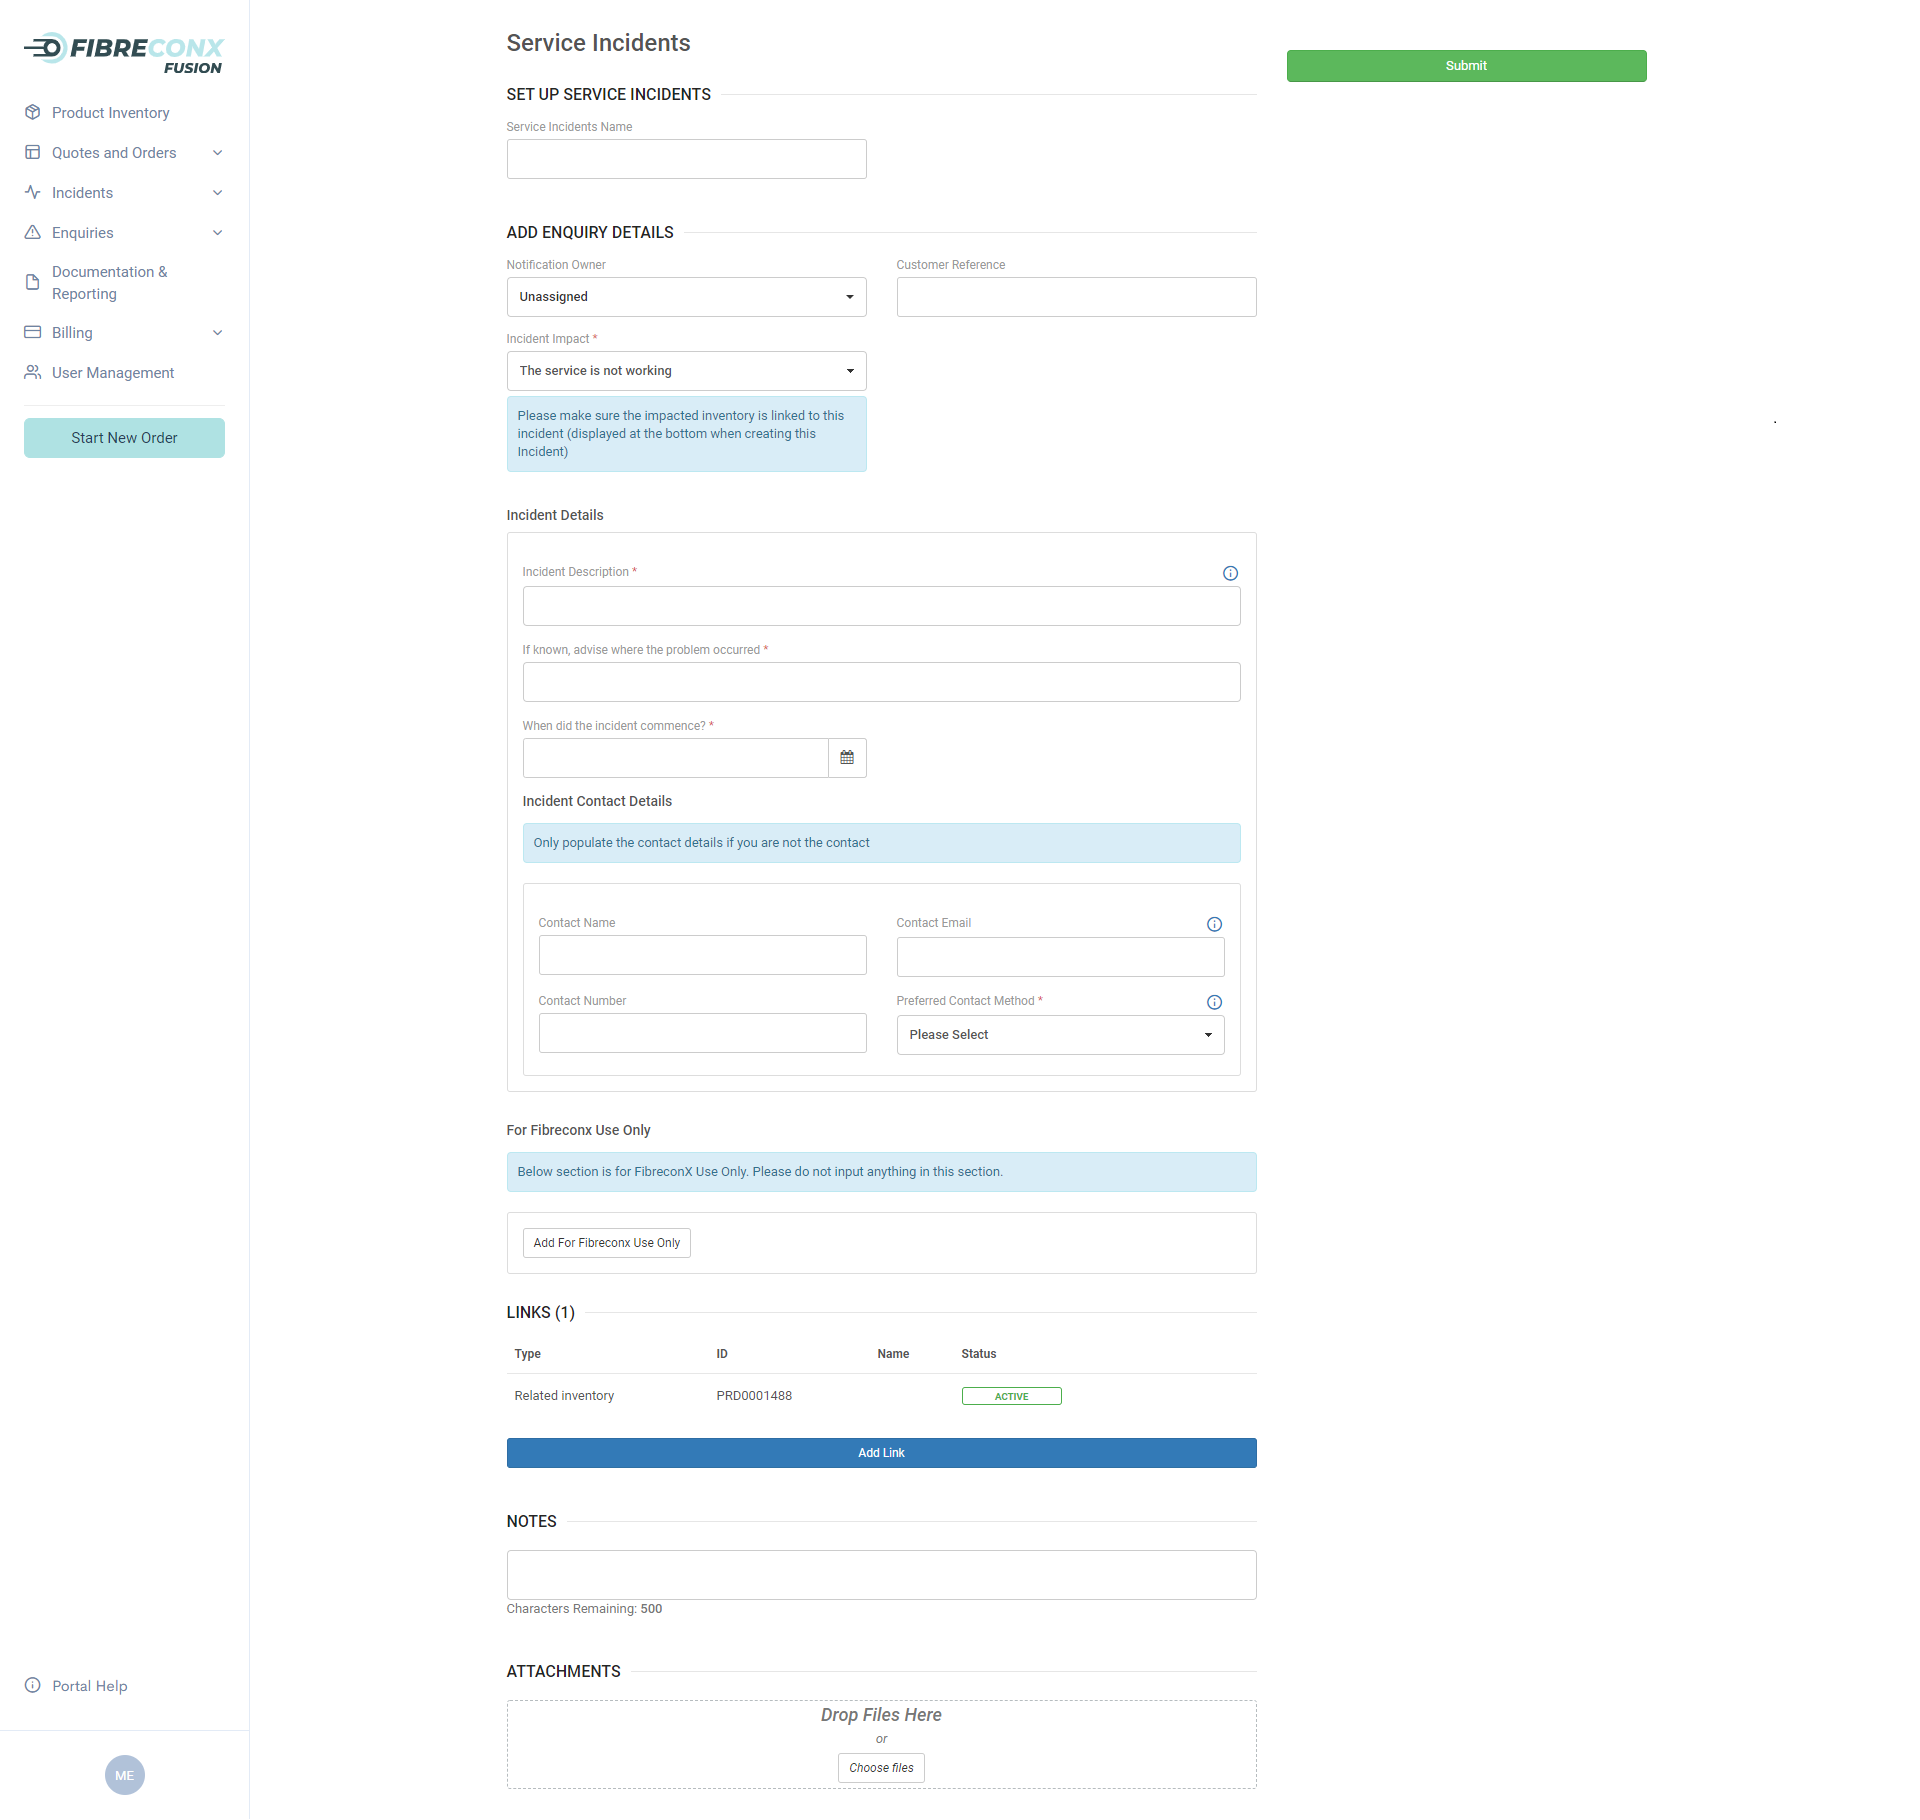 FIBRECONX
FUSION
Product Inventory
Quotes and Orders
Incidents
Enquiries
Documentation &
Reporting
Billing
User Management
Start New Order
Portal Help
ME
Service Incidents
Submit
SET UP SERVICE INCIDENTS
Service Incidents Name
ADD ENQUIRY DETAILS
Notification Owner
Customer Reference
Unassigned
Incident Impact *
The service is not working
Please make sure the impacted inventory is linked to this
incident (displayed at the bottom when creating this
Incident)
Incident Details
Incident Description *
If known, advise where the problem occurred *
When did the incident commence? *
Incident Contact Details
Only populate the contact details if you are not the contact
Contact Name
Contact Email
Contact Number
Preferred Contact Method *
Please Select
For Fibreconx Use Only
Below section is for FibreconX Use Only. Please do not input anything in this section.
Add For Fibreconx Use Only
LINKS (1)
Type ID Name Status
Related inventory PRD0001488 ACTIVE
Add Link
NOTES
Characters Remaining: 500
ATTACHMENTS
Drop Files Here
or
Choose files